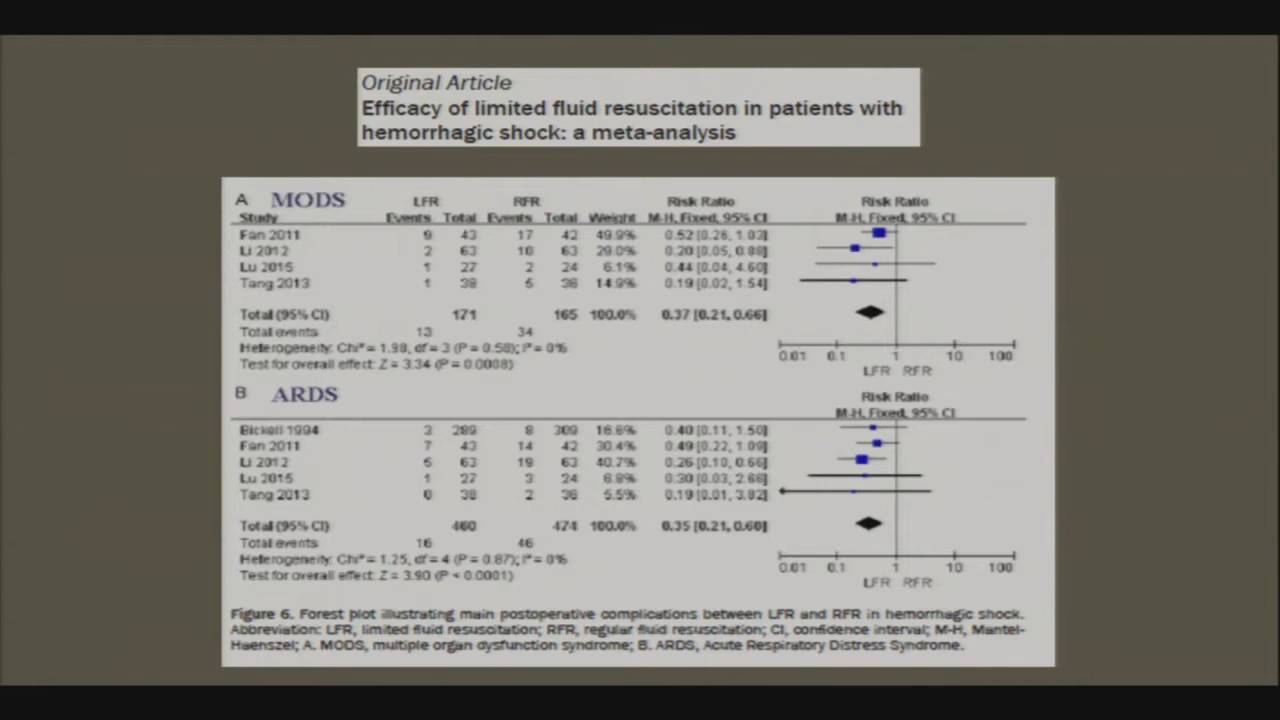 Original Article
Efficacy of limited fluid resuscitation in patients with
hemorrhagic shock: a meta-analysis
A MODS LFR RFR Risk Ratio Risk Ratio
Study Events Total Events Total Weight M-H, Fixed, 95% CI M-H, Fixed, 95% CI
Fan 2011 9 43 17 42 49.9% 0.52 [0.26, 1.03]
Li 2012 2 63 10 63 29.0% 0.20 [0.05, 0.88]
Lu 2015 1 27 2 24 6.1% 0.44 [0.04, 4.60]
Tang 2013 1 38 5 36 14.9% 0.19 [0.02, 1.54]
Total (95% CI) 171 165 100.0% 0.37 [0.21, 0.66]
Total events 13 34
Heterogeneity: Chi² = 1.98, df = 3 (P = 0.58); I² = 0%
Test for overall effect: Z = 3.34 (P = 0.0008)
0.01 0.1 1 10 100
LFR RFR
B ARDS Risk Ratio
M-H, Fixed, 95% CI
Bickell 1994 3 289 8 309 16.6% 0.40 [0.11, 1.50]
Fan 2011 7 43 14 42 30.4% 0.49 [0.22, 1.09]
Li 2012 5 63 19 63 40.7% 0.26 [0.10, 0.66]
Lu 2015 1 27 3 24 6.8% 0.30 [0.03, 2.66]
Tang 2013 0 38 2 36 5.5% 0.19 [0.01, 3.82]
Total (95% CI) 460 474 100.0% 0.35 [0.21, 0.60]
Total events 16 46
Heterogeneity: Chi² = 1.25, df = 4 (P = 0.87); I² = 0%
Test for overall effect: Z = 3.90 (P < 0.0001)
0.01 0.1 1 10 100
LFR RFR
Figure 6. Forest plot illustrating main postoperative complications between LFR and RFR in hemorrhagic shock.
Abbreviation: LFR, limited fluid resuscitation; RFR, regular fluid resuscitation; CI, confidence interval; M-H, Mantel-
Haenszel; A. MODS, multiple organ dysfunction syndrome; B. ARDS, Acute Respiratory Distress Syndrome.